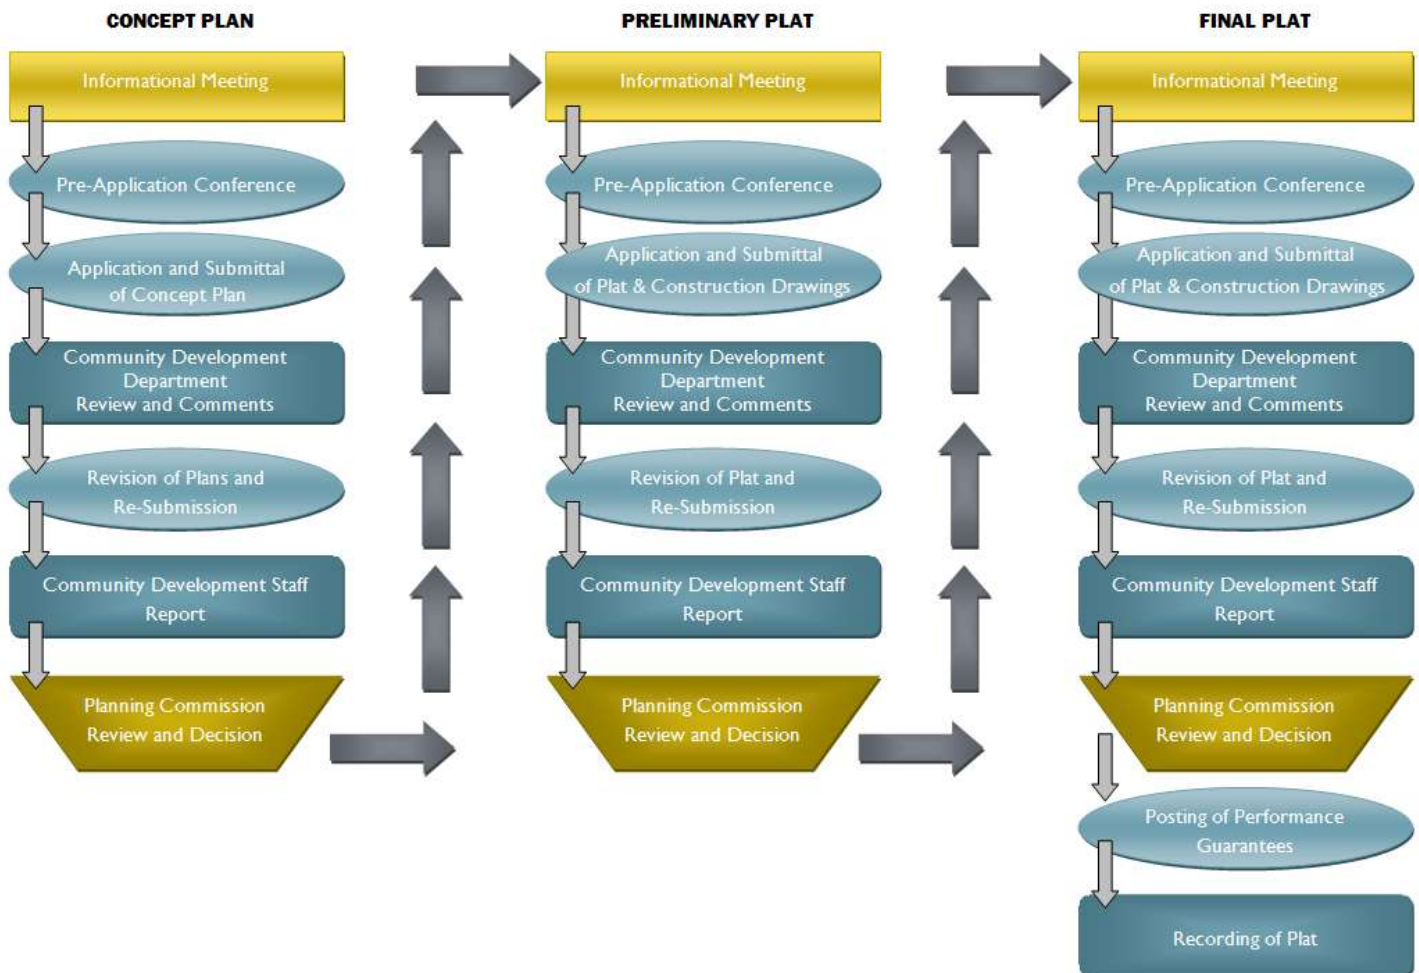 CONCEPT PLAN
Informational Meeting
Pre-Application Conference
Application and Submittal
of Concept Plan
Community Development
Department
Review and Comments
Revision of Plans and
Re-Submission
Community Development Staff
Report
Planning Commission
Review and Decision
PRELIMINARY PLAT
Informational Meeting
Pre-Application Conference
Application and Submittal
of Plat & Construction Drawings
Community Development
Department
Review and Comments
Revision of Plat and
Re-Submission
Community Development Staff
Report
Planning Commission
Review and Decision
FINAL PLAT
Informational Meeting
Pre-Application Conference
Application and Submittal
of Plat & Construction Drawings
Community Development
Department
Review and Comments
Revision of Plat and
Re-Submission
Community Development Staff
Report
Planning Commission
Review and Decision
Posting of Performance
Guarantees
Recording of Plat